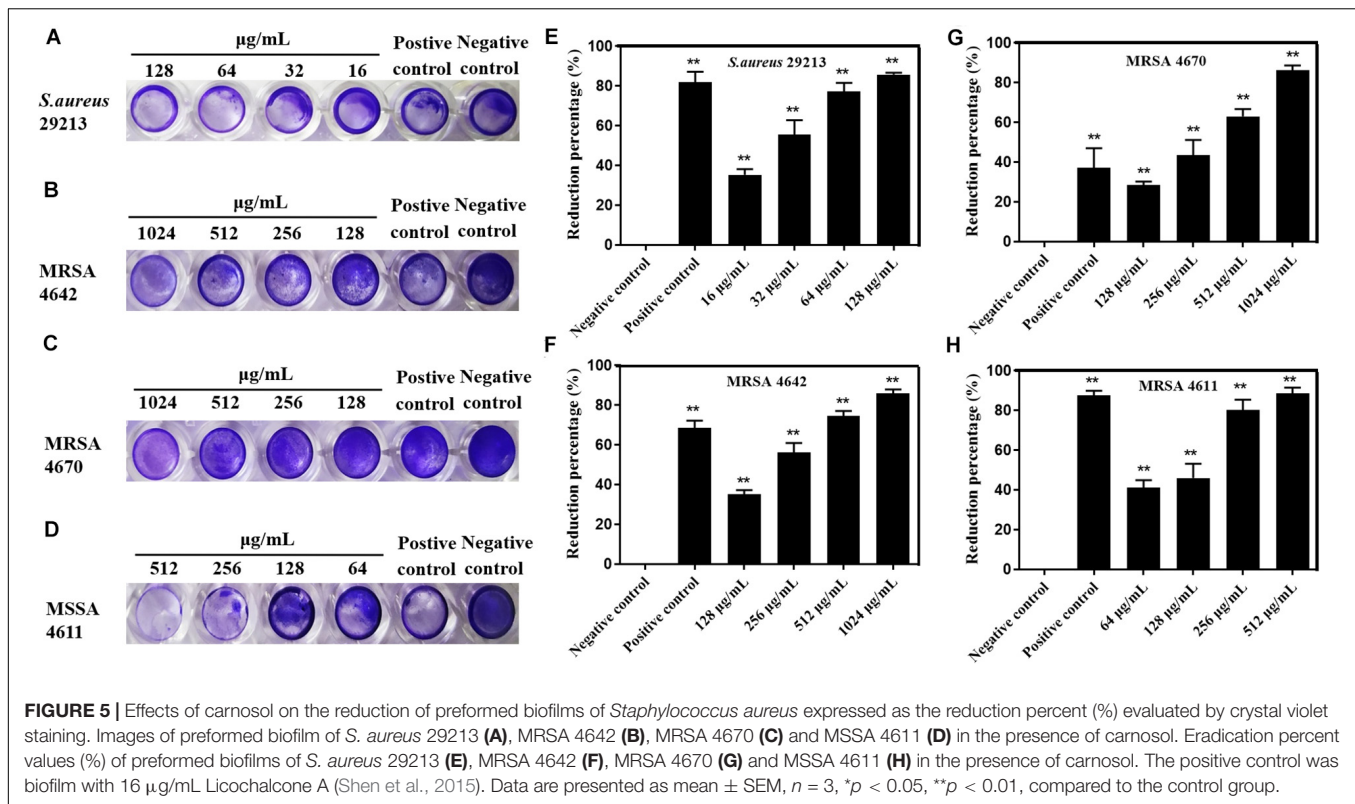 A
µg/mL
Postive Negative
128 64 32 16 control control
S.aureus
29213
B
µg/mL
Postive Negative
1024 512 256 128 control control
MRSA
4642
C
µg/mL
Postive Negative
1024 512 256 128 control control
MRSA
4670
D
µg/mL
Postive Negative
512 256 128 64 control control
MSSA
4611
E
S.aureus 29213
Reduction percentage (%)
100
80
60
40
20
0
** ** ** ** **
Negative control
Positive control
16 µg/mL
32 µg/mL
64 µg/mL
128 µg/mL
F
MRSA 4642
Reduction percentage (%)
100
80
60
40
20
0
** ** ** ** **
Negative control
Positive control
128 µg/mL
256 µg/mL
512 µg/mL
1024 µg/mL
G
MRSA 4670
Reduction percentage (%)
100
80
60
40
20
0
** ** ** ** **
Negative control
Positive control
128 µg/mL
256 µg/mL
512 µg/mL
1024 µg/mL
H
MRSA 4611
Reduction percentage (%)
100
80
60
40
20
0
** ** ** ** **
Negative control
Positive control
64 µg/mL
128 µg/mL
256 µg/mL
512 µg/mL
FIGURE 5 | Effects of carnosol on the reduction of preformed biofilms of Staphylococcus aureus expressed as the reduction percent (%) evaluated by crystal violet
staining. Images of preformed biofilm of S. aureus 29213 (A), MRSA 4642 (B), MRSA 4670 (C) and MSSA 4611 (D) in the presence of carnosol. Eradication percent
values (%) of preformed biofilms of S. aureus 29213 (E), MRSA 4642 (F), MRSA 4670 (G) and MSSA 4611 (H) in the presence of carnosol. The positive control was
biofilm with 16 µg/mL Licochalcone A (Shen et al., 2015). Data are presented as mean ± SEM, n = 3, *p < 0.05, **p < 0.01, compared to the control group.